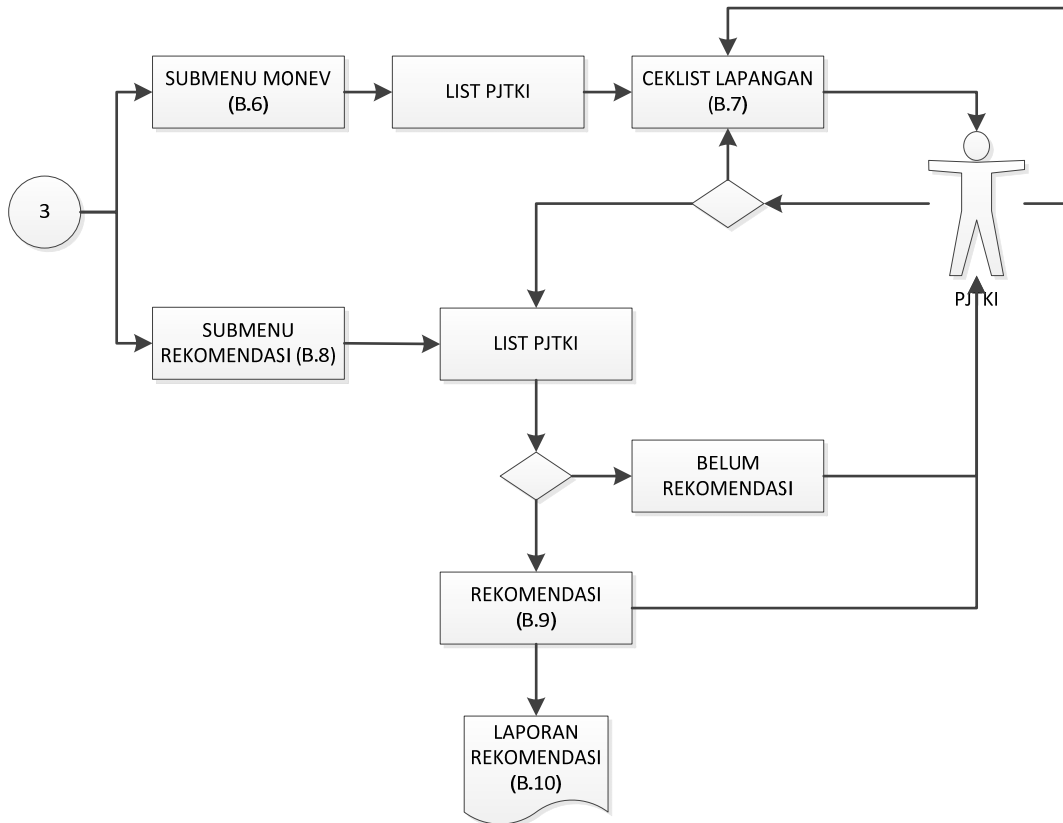 SUBMENU MONEV
(B.6)
LIST PJTKI
CEKLIST LAPANGAN
(B.7)
3
PJTKI
SUBMENU
REKOMENDASI (B.8)
LIST PJTKI
BELUM
REKOMENDASI
REKOMENDASI
(B.9)
LAPORAN
REKOMENDASI
(B.10)